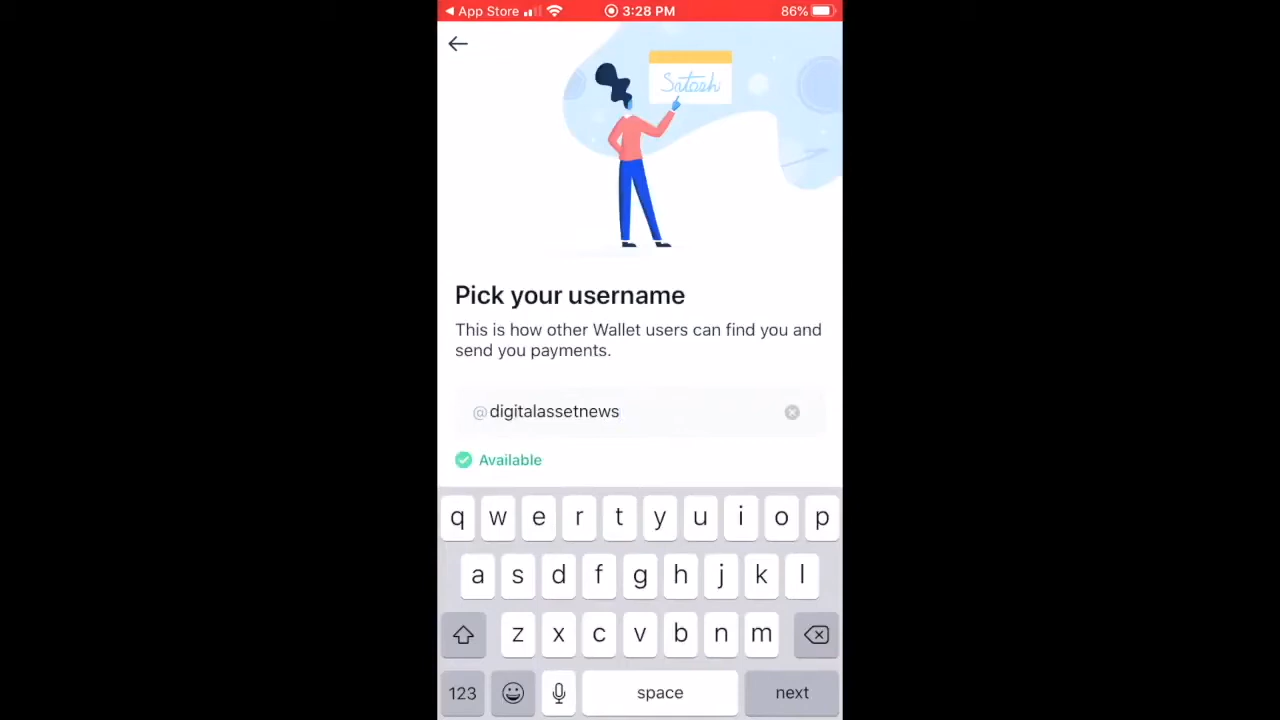 ◀ App Store 3:28 PM 86%
Satosh
Pick your username
This is how other Wallet users can find you and
send you payments.
@digitalassetnews
Available
q w e r t y u i o p
a s d f g h j k l
z x c v b n m
123 space next